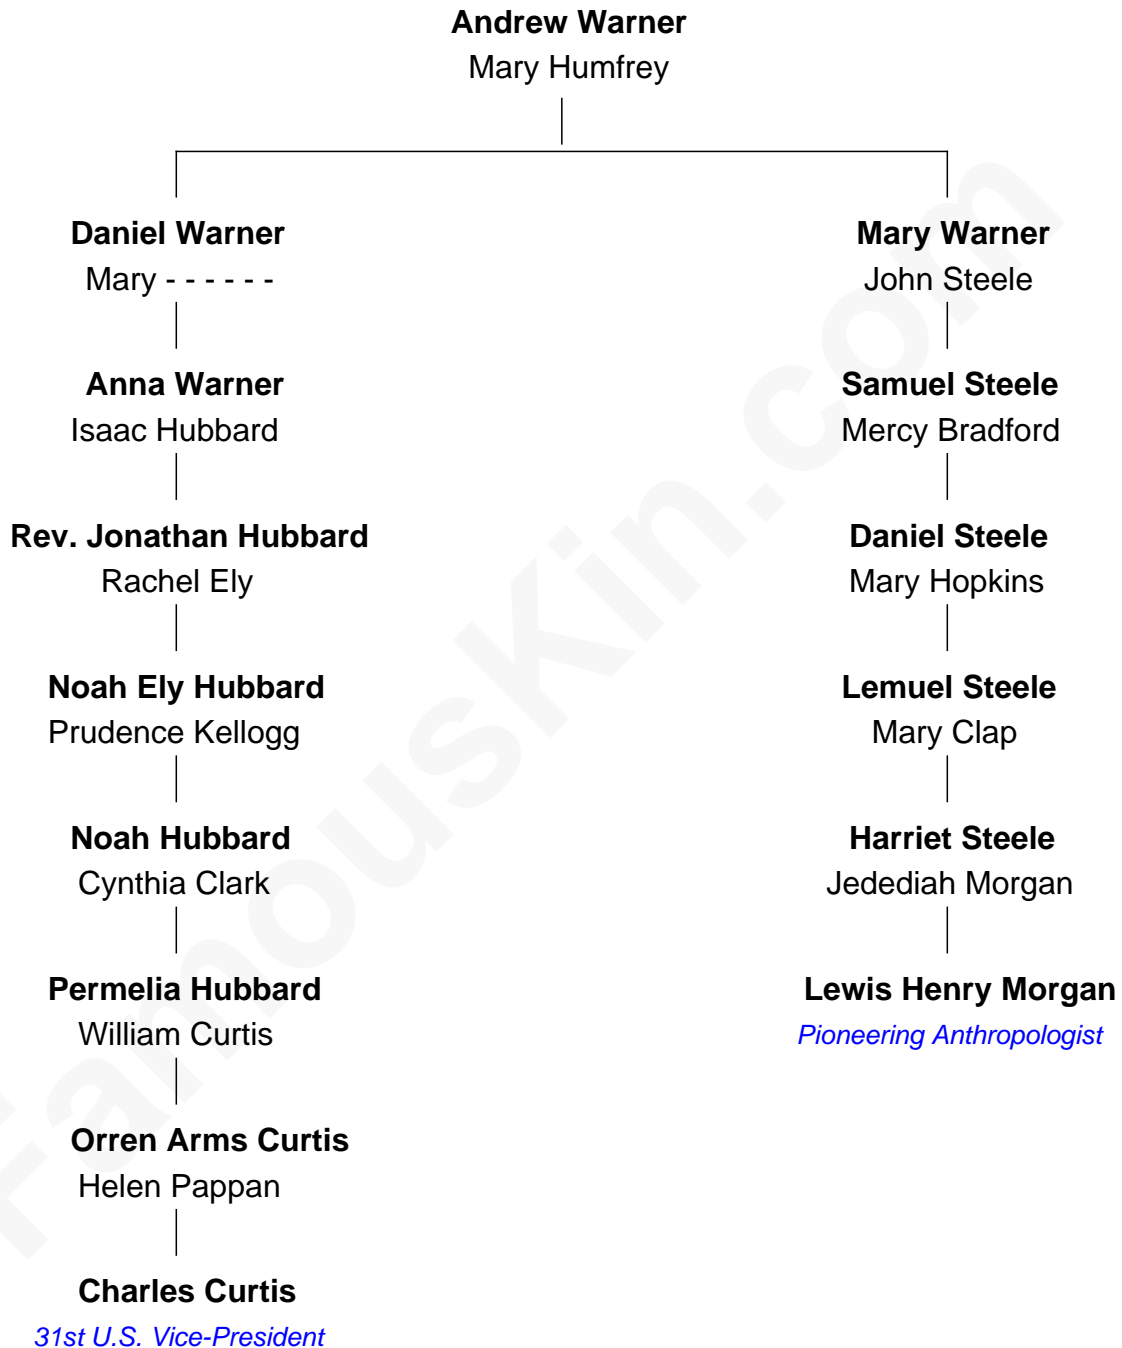 Andrew Warner
Mary Humfrey
Daniel Warner
Mary - - - - - -
Anna Warner
Isaac Hubbard
Rev. Jonathan Hubbard
Rachel Ely
Noah Ely Hubbard
Prudence Kellogg
Noah Hubbard
Cynthia Clark
Permelia Hubbard
William Curtis
Orren Arms Curtis
Helen Pappan
Charles Curtis
31st U.S. Vice-President
Mary Warner
John Steele
Samuel Steele
Mercy Bradford
Daniel Steele
Mary Hopkins
Lemuel Steele
Mary Clap
Harriet Steele
Jedediah Morgan
Lewis Henry Morgan
Pioneering Anthropologist
FamousKin.com